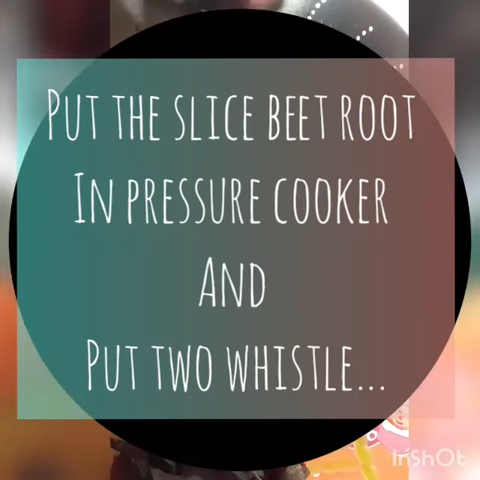 Put the slice beet root
In pressure cooker
And
Put two whistle...
InShOt